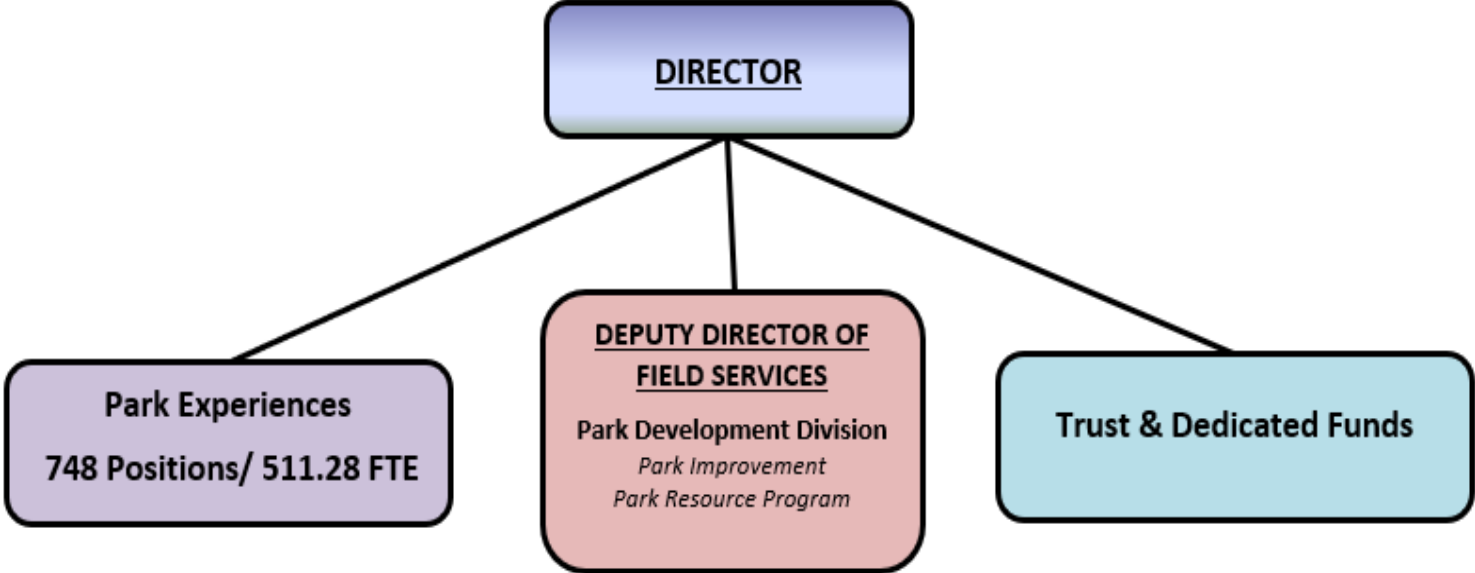 DIRECTOR
Park Experiences
748 Positions/ 511.28 FTE
DEPUTY DIRECTOR OF
FIELD SERVICES
Park Development Division
Park Improvement
Park Resource Program
Trust & Dedicated Funds